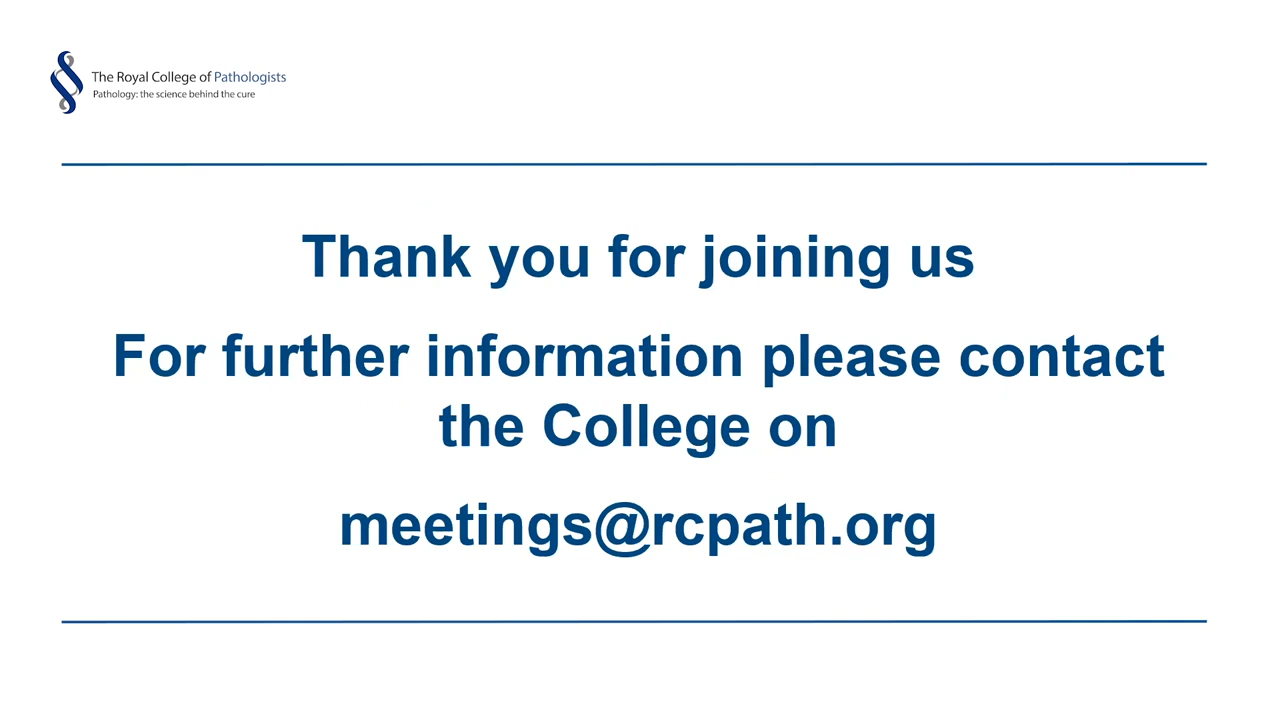 The Royal College of Pathologists
Pathology: the science behind the cure
Thank you for joining us
For further information please contact
the College on
meetings@rcpath.org